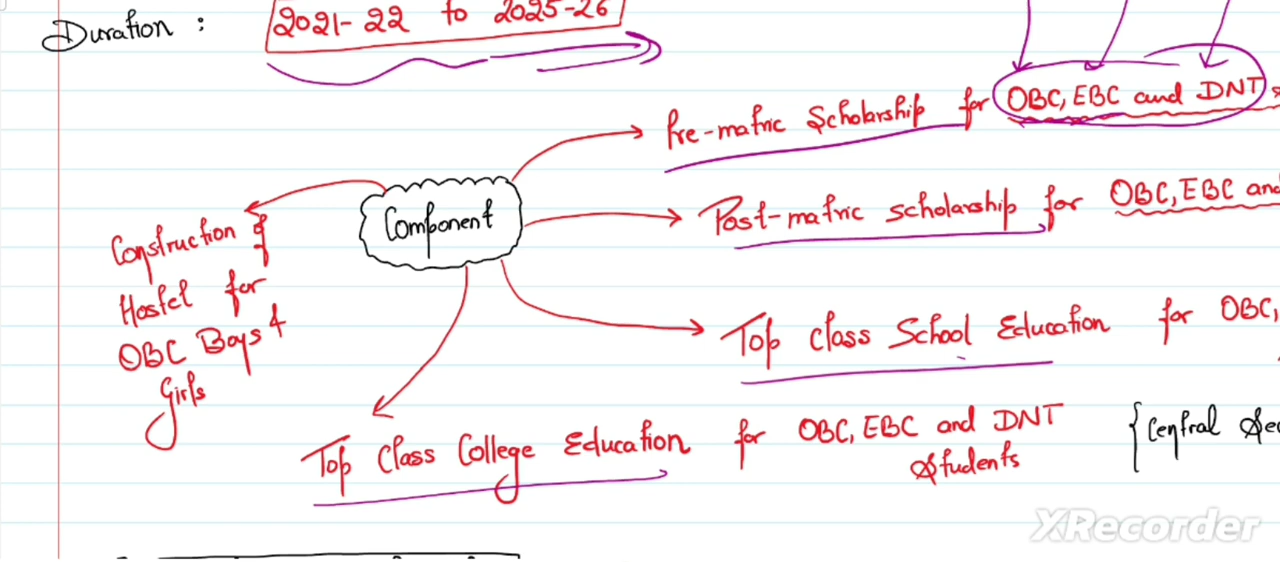 Duration :
2021-22 to 2025-26
Pre-matric Scholarship for OBC, EBC and DNT
Component
Post-matric scholarship for OBC, EBC and
Construction of
Hostel for
OBC Boys &
Girls
Top class School Education for OBC,
Top Class College Education for OBC, EBC and DNT
Students
{Central
XRecorder